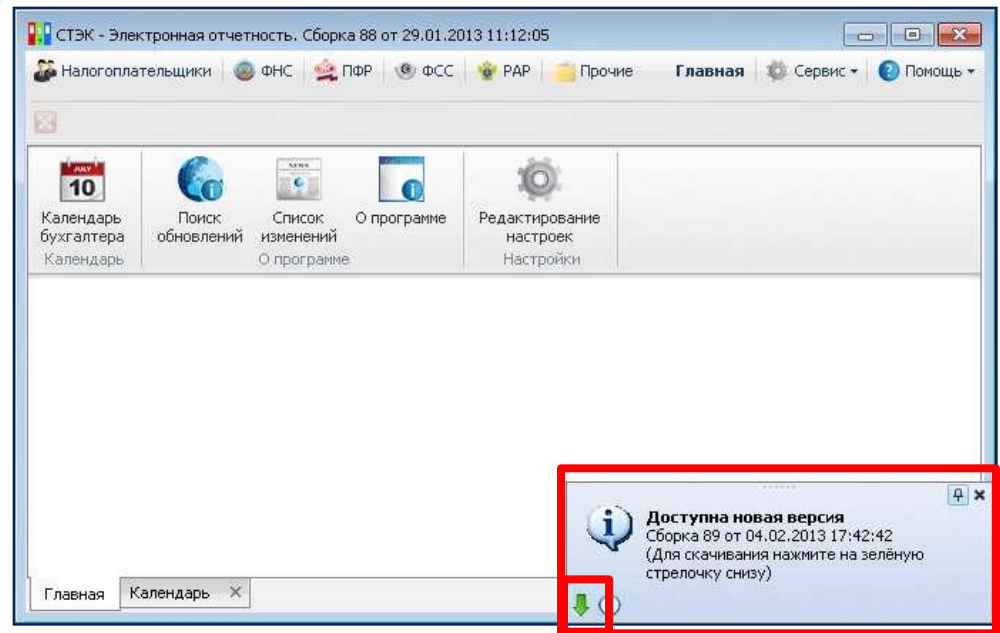 СТЭК - Электронная отчетность. Сборка 88 от 29.01.2013 11:12:05
Налогоплательщики ФНС ПФР ФСС РАР Прочие Главная Сервис Помощь
JULY
10
NEWS
Календарь бухгалтера
Поиск обновлений
Список изменений
О программе
Редактирование настроек
Календарь
О программе
Настройки
Доступна новая версия
Сборка 89 от 04.02.2013 17:42:42
(Для скачивания нажмите на зелёную
стрелочку снизу)
Главная Календарь